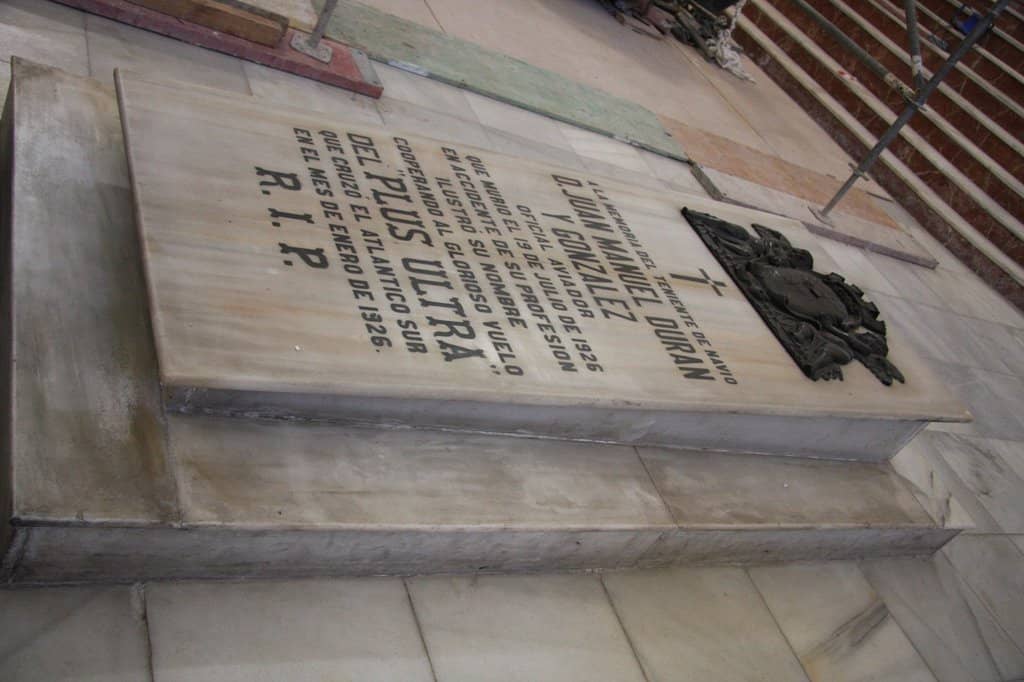 A LA MEMORIA DEL TENIENTE DE NAVIO
D. JUAN MANUEL DURAN
Y GONZALEZ
OFICIAL AVIADOR
QUE MURIO EL 19 DE JULIO DE 1926
EN ACCIDENTE DE SU PROFESION
ILUSTRO SU NOMBRE
COOPERANDO AL GLORIOSO VUELO
DEL "PLUS ULTRA"
QUE CRUZO EL ATLANTICO SUR
EN EL MES DE ENERO DE 1926.
R. I. P.